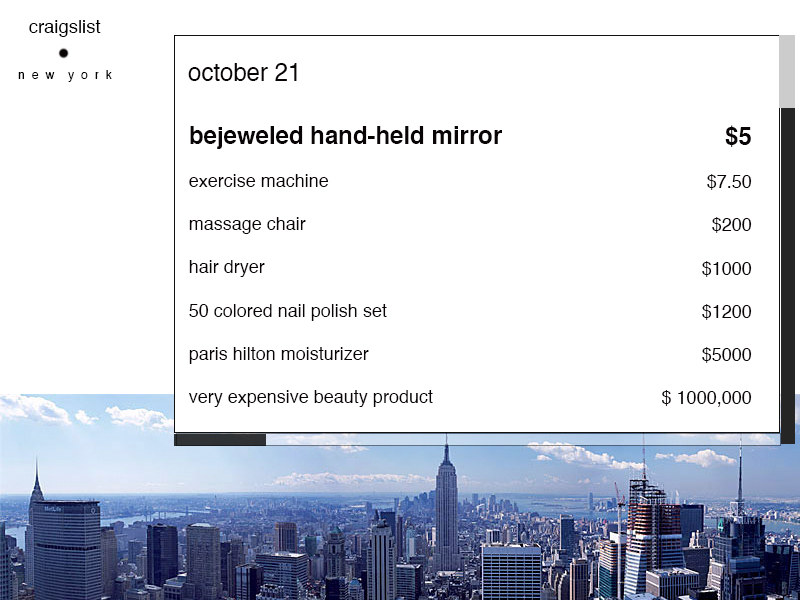 craigslist
new york
october 21
bejeweled hand-held mirror $5
exercise machine $7.50
massage chair $200
hair dryer $1000
50 colored nail polish set $1200
paris hilton moisturizer $5000
very expensive beauty product $ 1000,000
MetLife